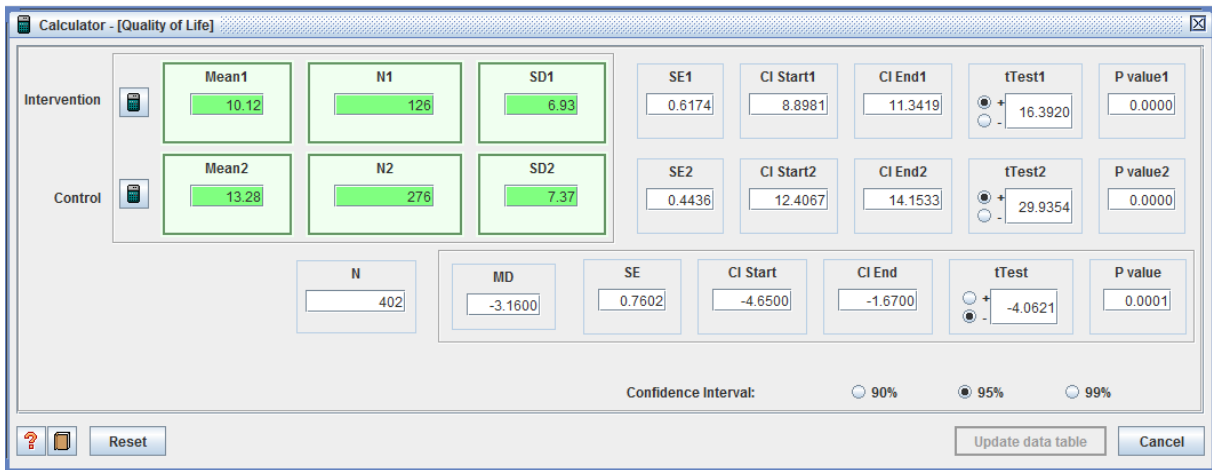 Calculator - [Quality of Life]
Mean1 N1 SD1 SE1 CI Start1 CI End1 tTest1 P value1
Intervention 10.12 126 6.93 0.6174 8.8981 11.3419 + - 16.3920 0.0000
Mean2 N2 SD2 SE2 CI Start2 CI End2 tTest2 P value2
Control 13.28 276 7.37 0.4436 12.4067 14.1533 + - 29.9354 0.0000
N MD SE CI Start CI End tTest P value
402 -3.1600 0.7602 -4.6500 -1.6700 + - -4.0621 0.0001
Confidence Interval: 90% 95% 99%
? Reset Update data table Cancel